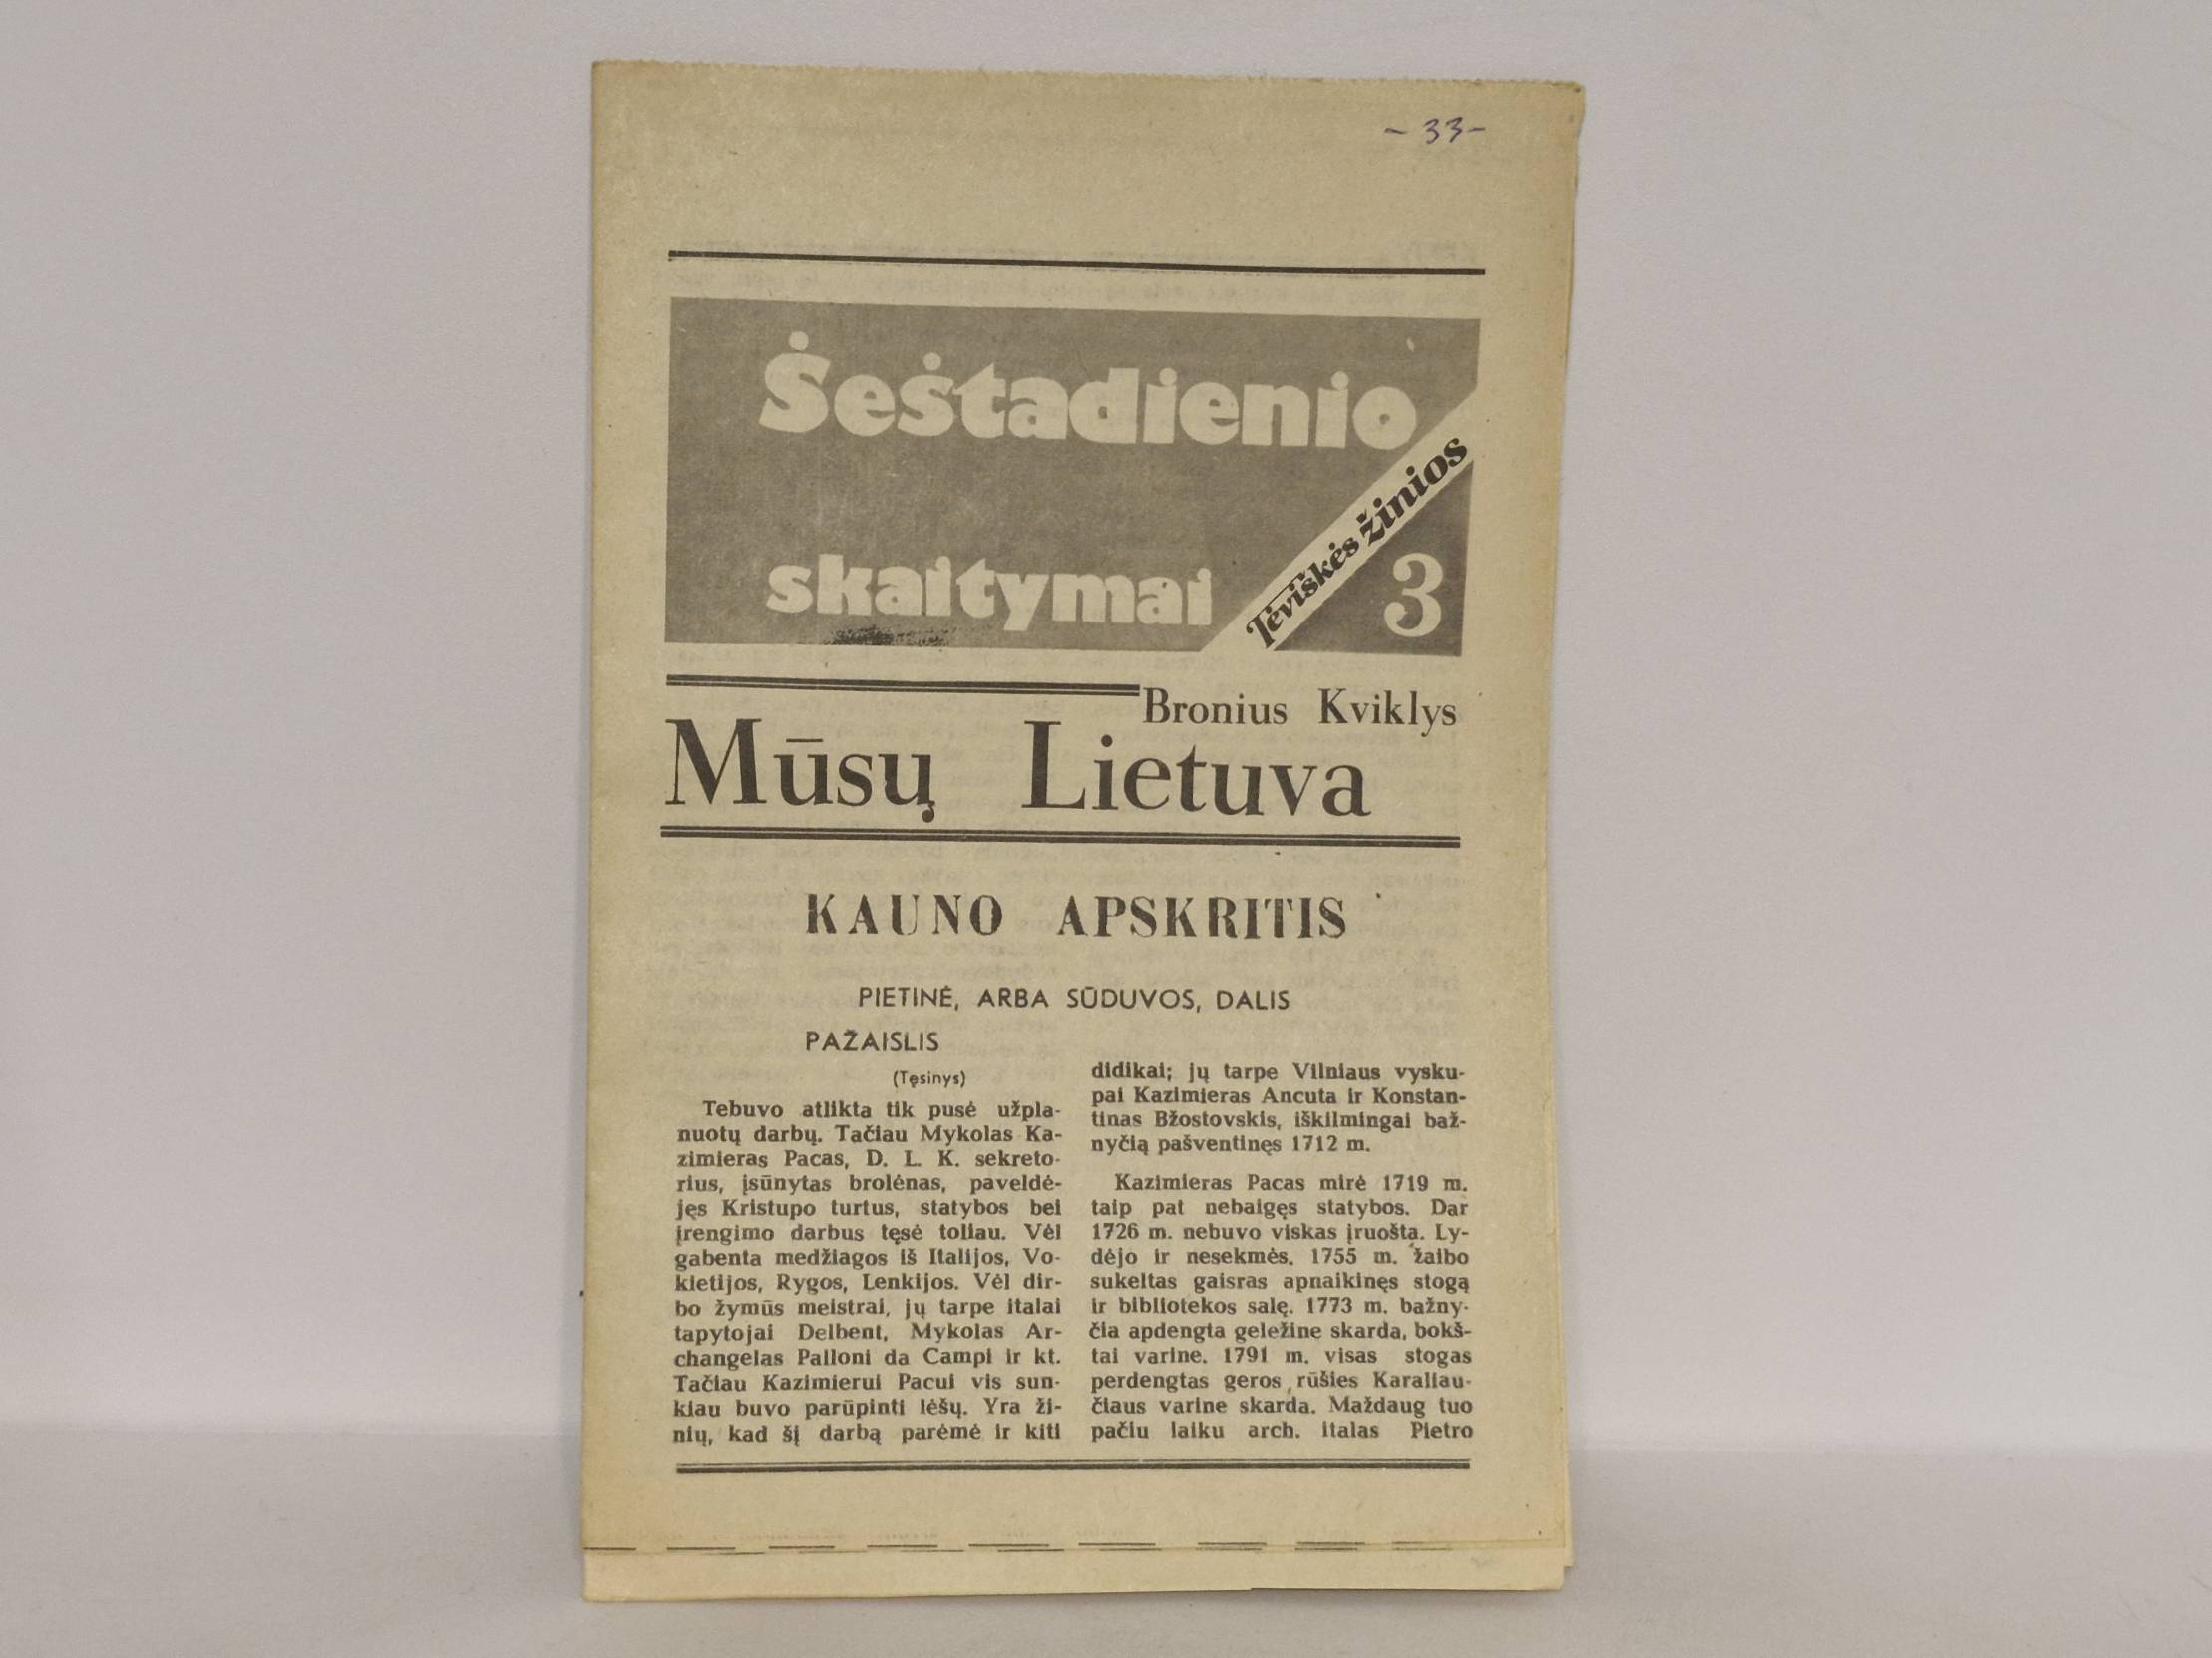 - 33-
Šeštadienio
skaitymai
Tėviškės žinios
3
Bronius Kviklys
Mūsų Lietuva
KAUNO APSKRITIS
PIETINĖ, ARBA SŪDUVOS, DALIS
PAŽAISLIS
(Tęsinys)
Tebuvo atlikta tik pusė užpla-
nuotų darbų. Tačiau Mykolas Ka-
zimieras Pacas, D. L. K. sekreto-
rius, įsūnytas brolėnas, paveldė-
jęs Kristupo turtus, statybos bei
įrengimo darbus tęsė toliau. Vėl
gabenta medžiagos iš Italijos, Vo-
kietijos, Rygos, Lenkijos. Vėl dir-
bo žymūs meistrai, jų tarpe italai
tapytojai Delbent, Mykolas Ar-
changelas Palloni da Campi ir kt.
Tačiau Kazimierui Pacui vis sun-
kiau buvo parūpinti lėšų. Yra ži-
nių, kad šį darbą parėmė ir kiti
didikai; jų tarpe Vilniaus vysku-
pai Kazimieras Ancuta ir Konstan-
tinas Bžostovskis, iškilmingai baž-
nyčią pašventinęs 1712 m.
Kazimieras Pacas mirė 1719 m.
taip pat nebaigęs statybos. Dar
1726 m. nebuvo viskas įruošta. Ly-
dėjo ir nesekmės. 1755 m. žaibo
sukeltas gaisras apnaikinęs stogą
ir bibliotekos salę. 1773 m. bažny-
čia apdengta geležine skarda, bokš-
tai varine. 1791 m. visas stogas
perdengtas geros rūšies Karaliau-
čiaus varine skarda. Maždaug tuo
pačiu laiku arch. italas Pietro